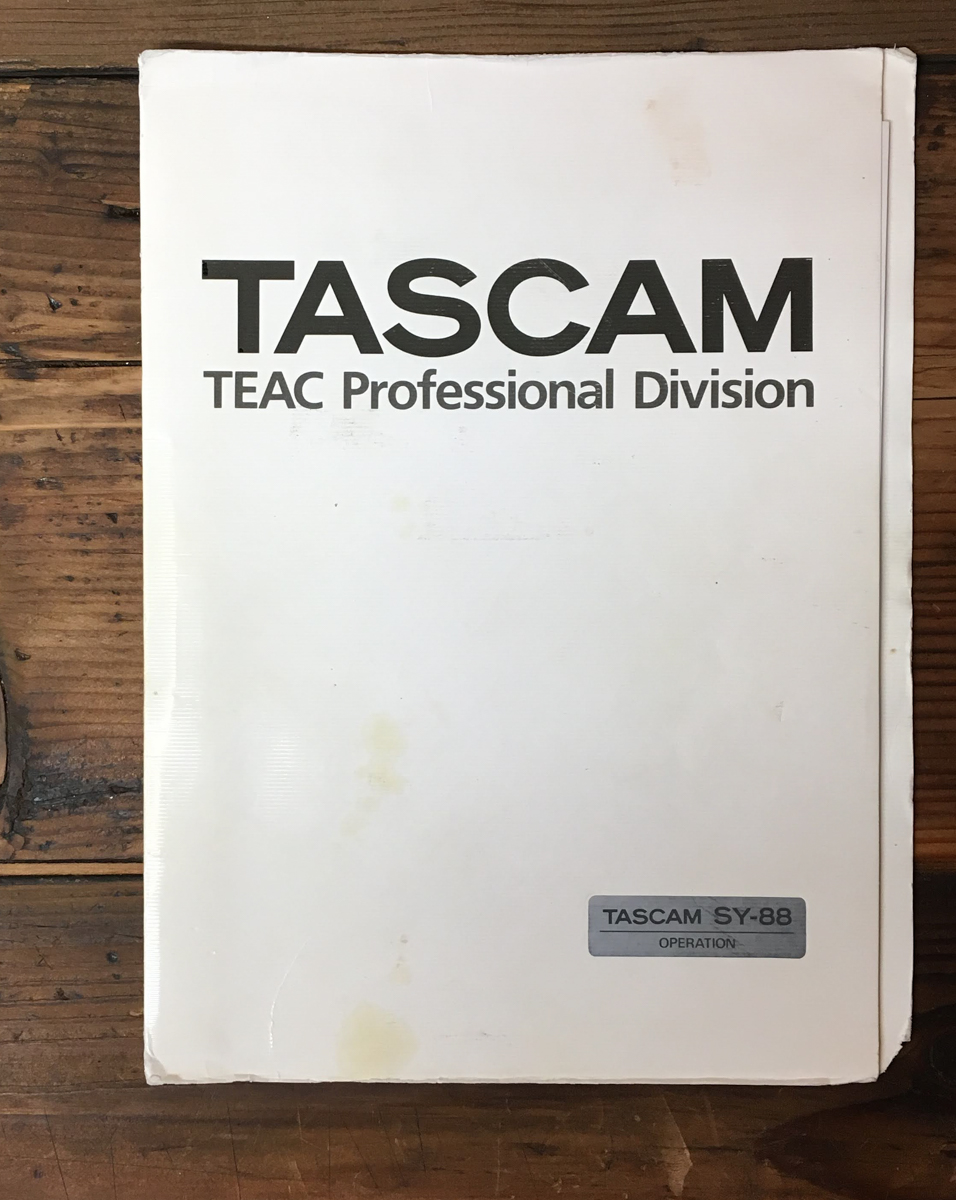 TASCAM
TEAC Professional Division
TASCAM SY-88
OPERATION